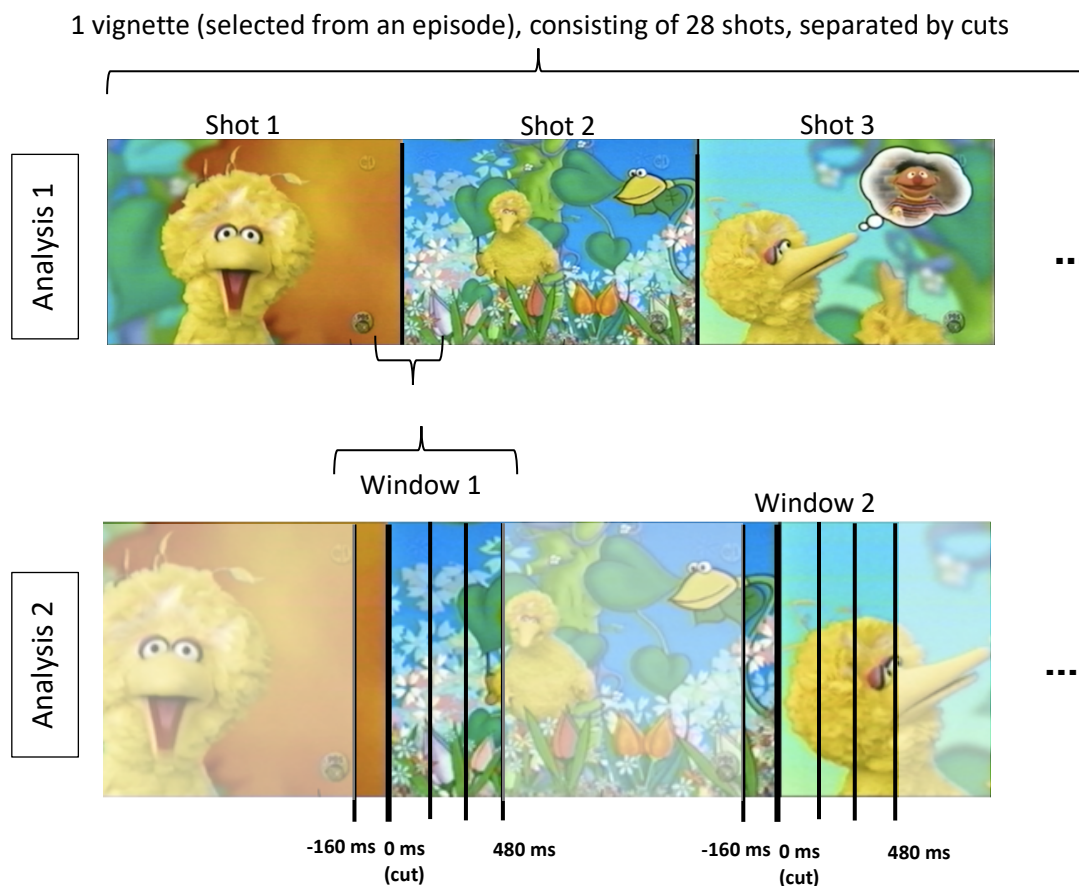 1 vignette (selected from an episode), consisting of 28 shots, separated by cuts
Shot 1
Shot 2
Shot 3
Analysis 1
..
Window 1
Window 2
Analysis 2
...
-160 ms 0 ms 480 ms -160 ms 0 ms 480 ms
(cut) (cut)